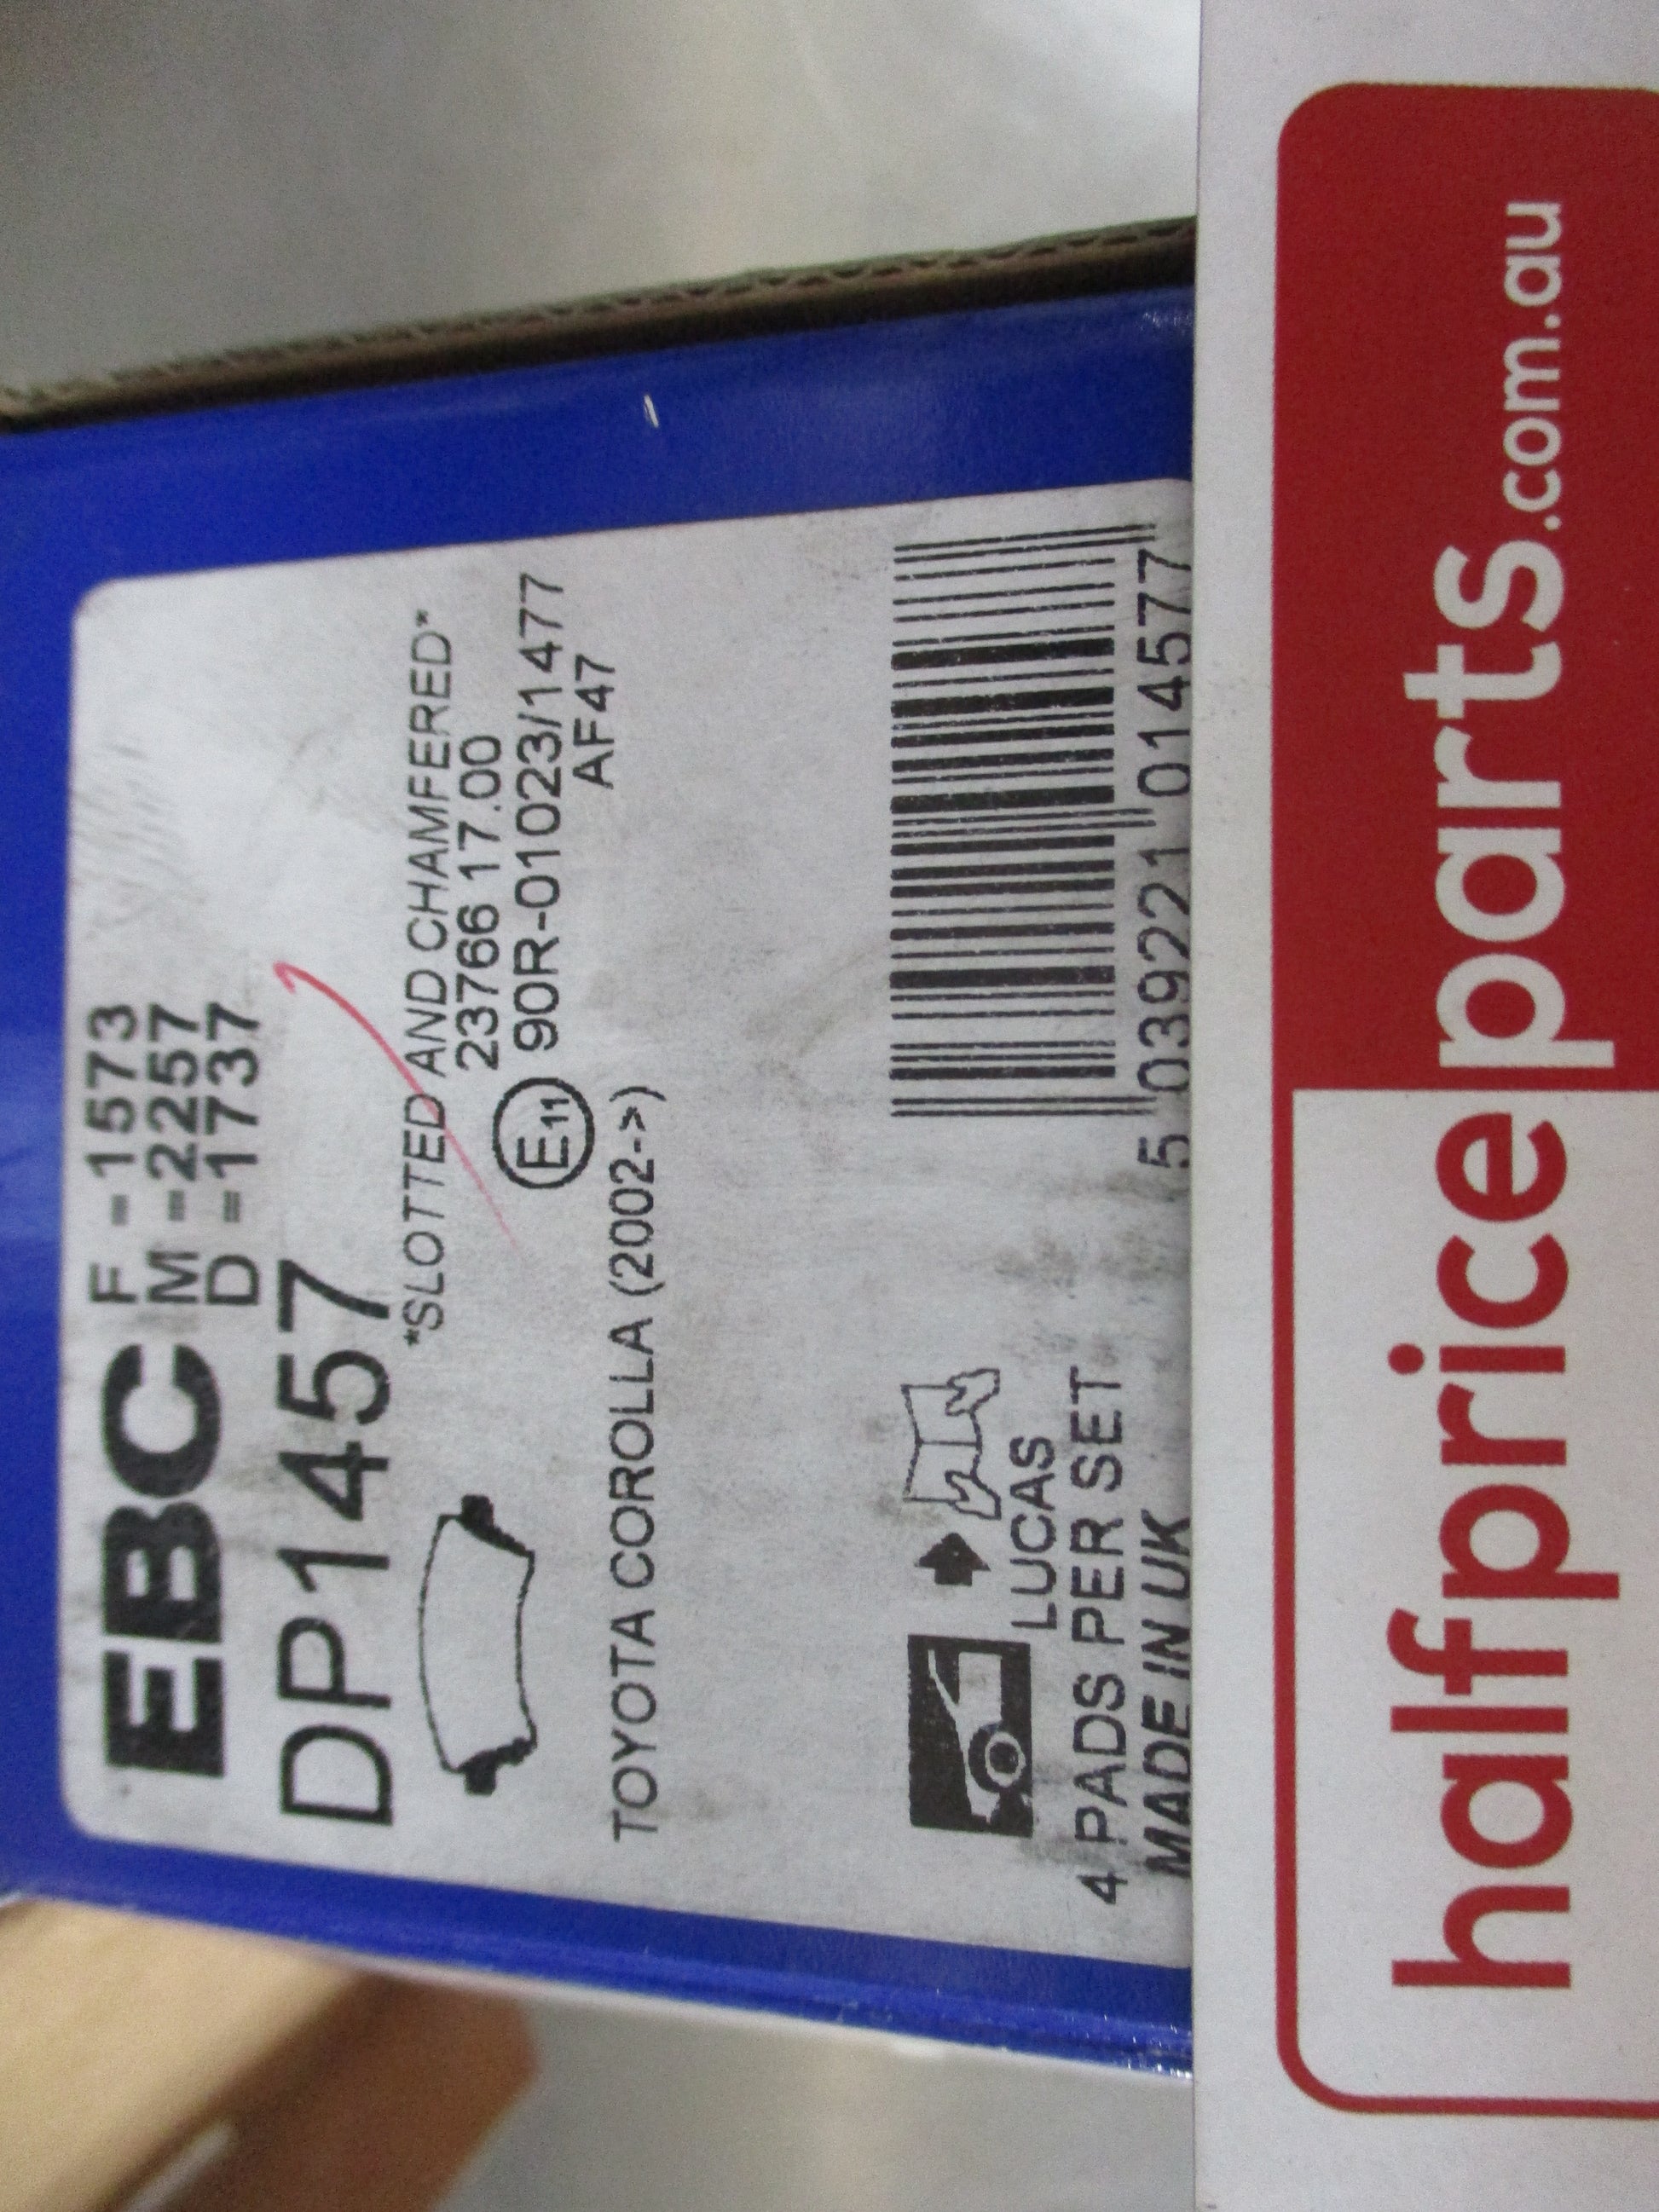 EBC
F -1573
M =2257
D =1737
DP1457
*SLOTTED AND CHAMFERED*
23766 17.00
E11 90R-01023/1477
AF47
TOYOTA COROLLA (2002->)
LUCAS
4 PADS PER SET
MADE IN UK
5 039221 014577
halfpriceparts.com.au